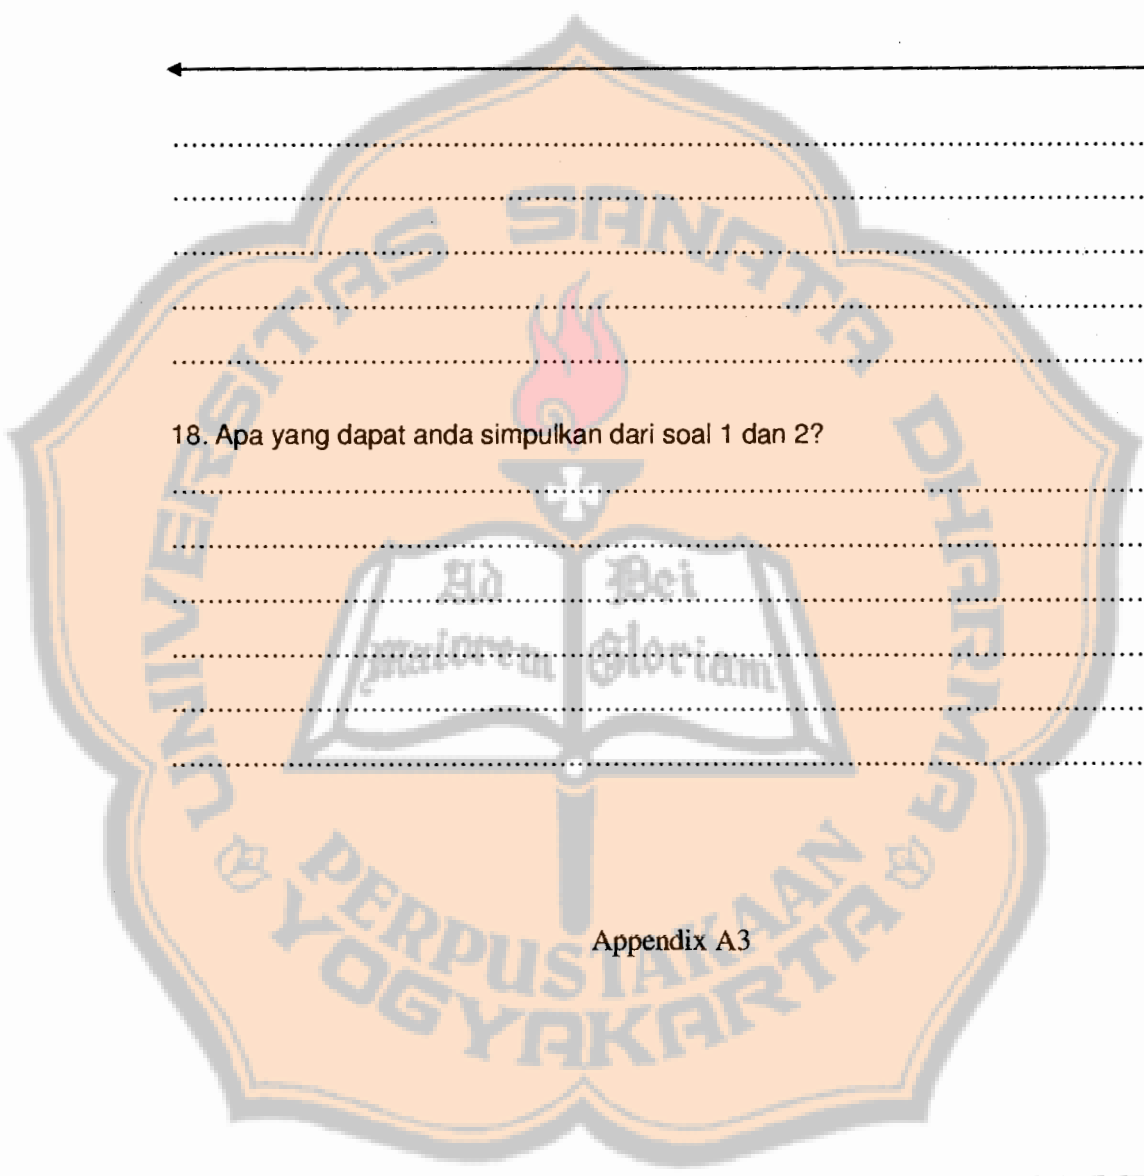 UNIVERSITAS SANATA DHARMA
18. Apa yang dapat anda simpulkan dari soal 1 dan 2?
Ad Dei
maiorem Gloriam
PERPUSTAKAAN
YOGYAKARTA
Appendix A3